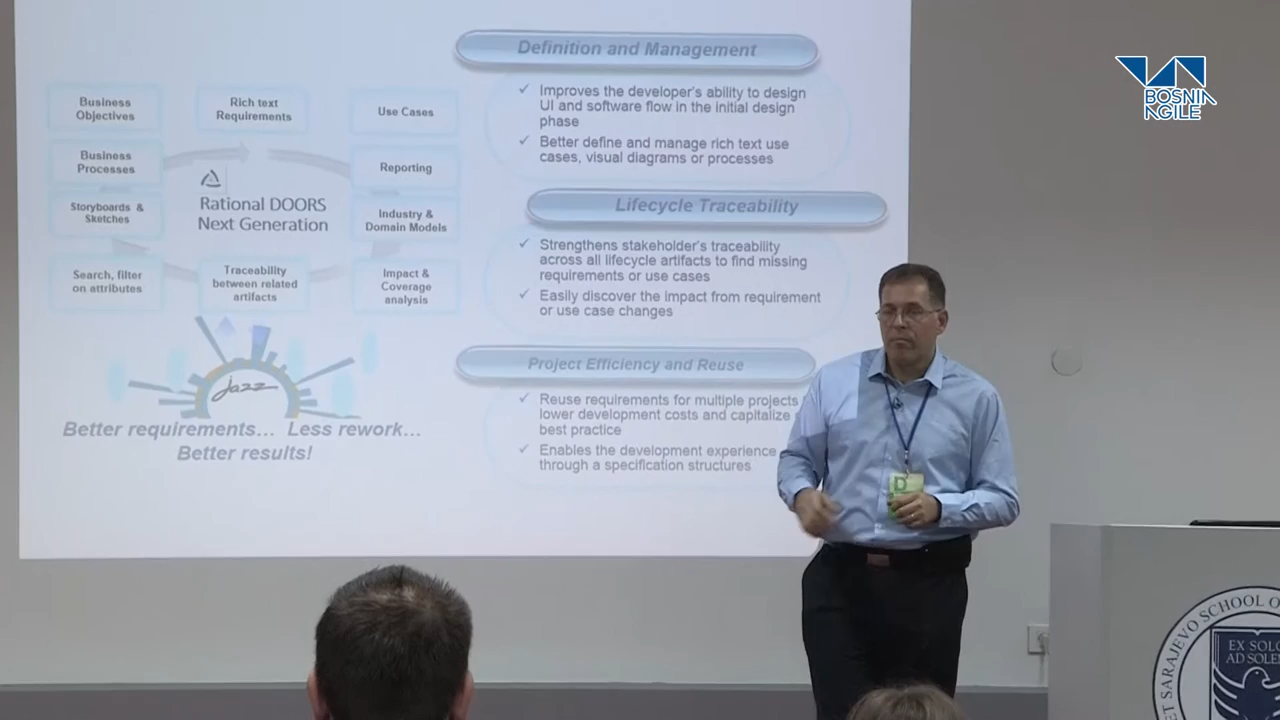 Definition and Management
Improves the developer's ability to design
UI and software flow in the initial design
phase
Better define and manage rich text use
cases, visual diagrams or processes
Business
Objectives
Rich text
Requirements
Use Cases
Business
Processes
Reporting
Rational DOORS
Next Generation
Storyboards &
Sketches
Industry &
Domain Models
Search, filter
on attributes
Traceability
between related
artifacts
Impact &
Coverage
analysis
Lifecycle Traceability
Strengthens stakeholder's traceability
across all lifecycle artifacts to find missing
requirements or use cases
Easily discover the impact from requirement
or use case changes
jazz
Better requirements... Less rework...
Better results!
Project Efficiency and Reuse
Reuse requirements for multiple projects
lower development costs and capitalize
best practice
Enables the development experience
through a specification structures
BOSNIA
AGILE
D
ET SARAJEVO SCHOOL O
EX SOLO
AD SOLE